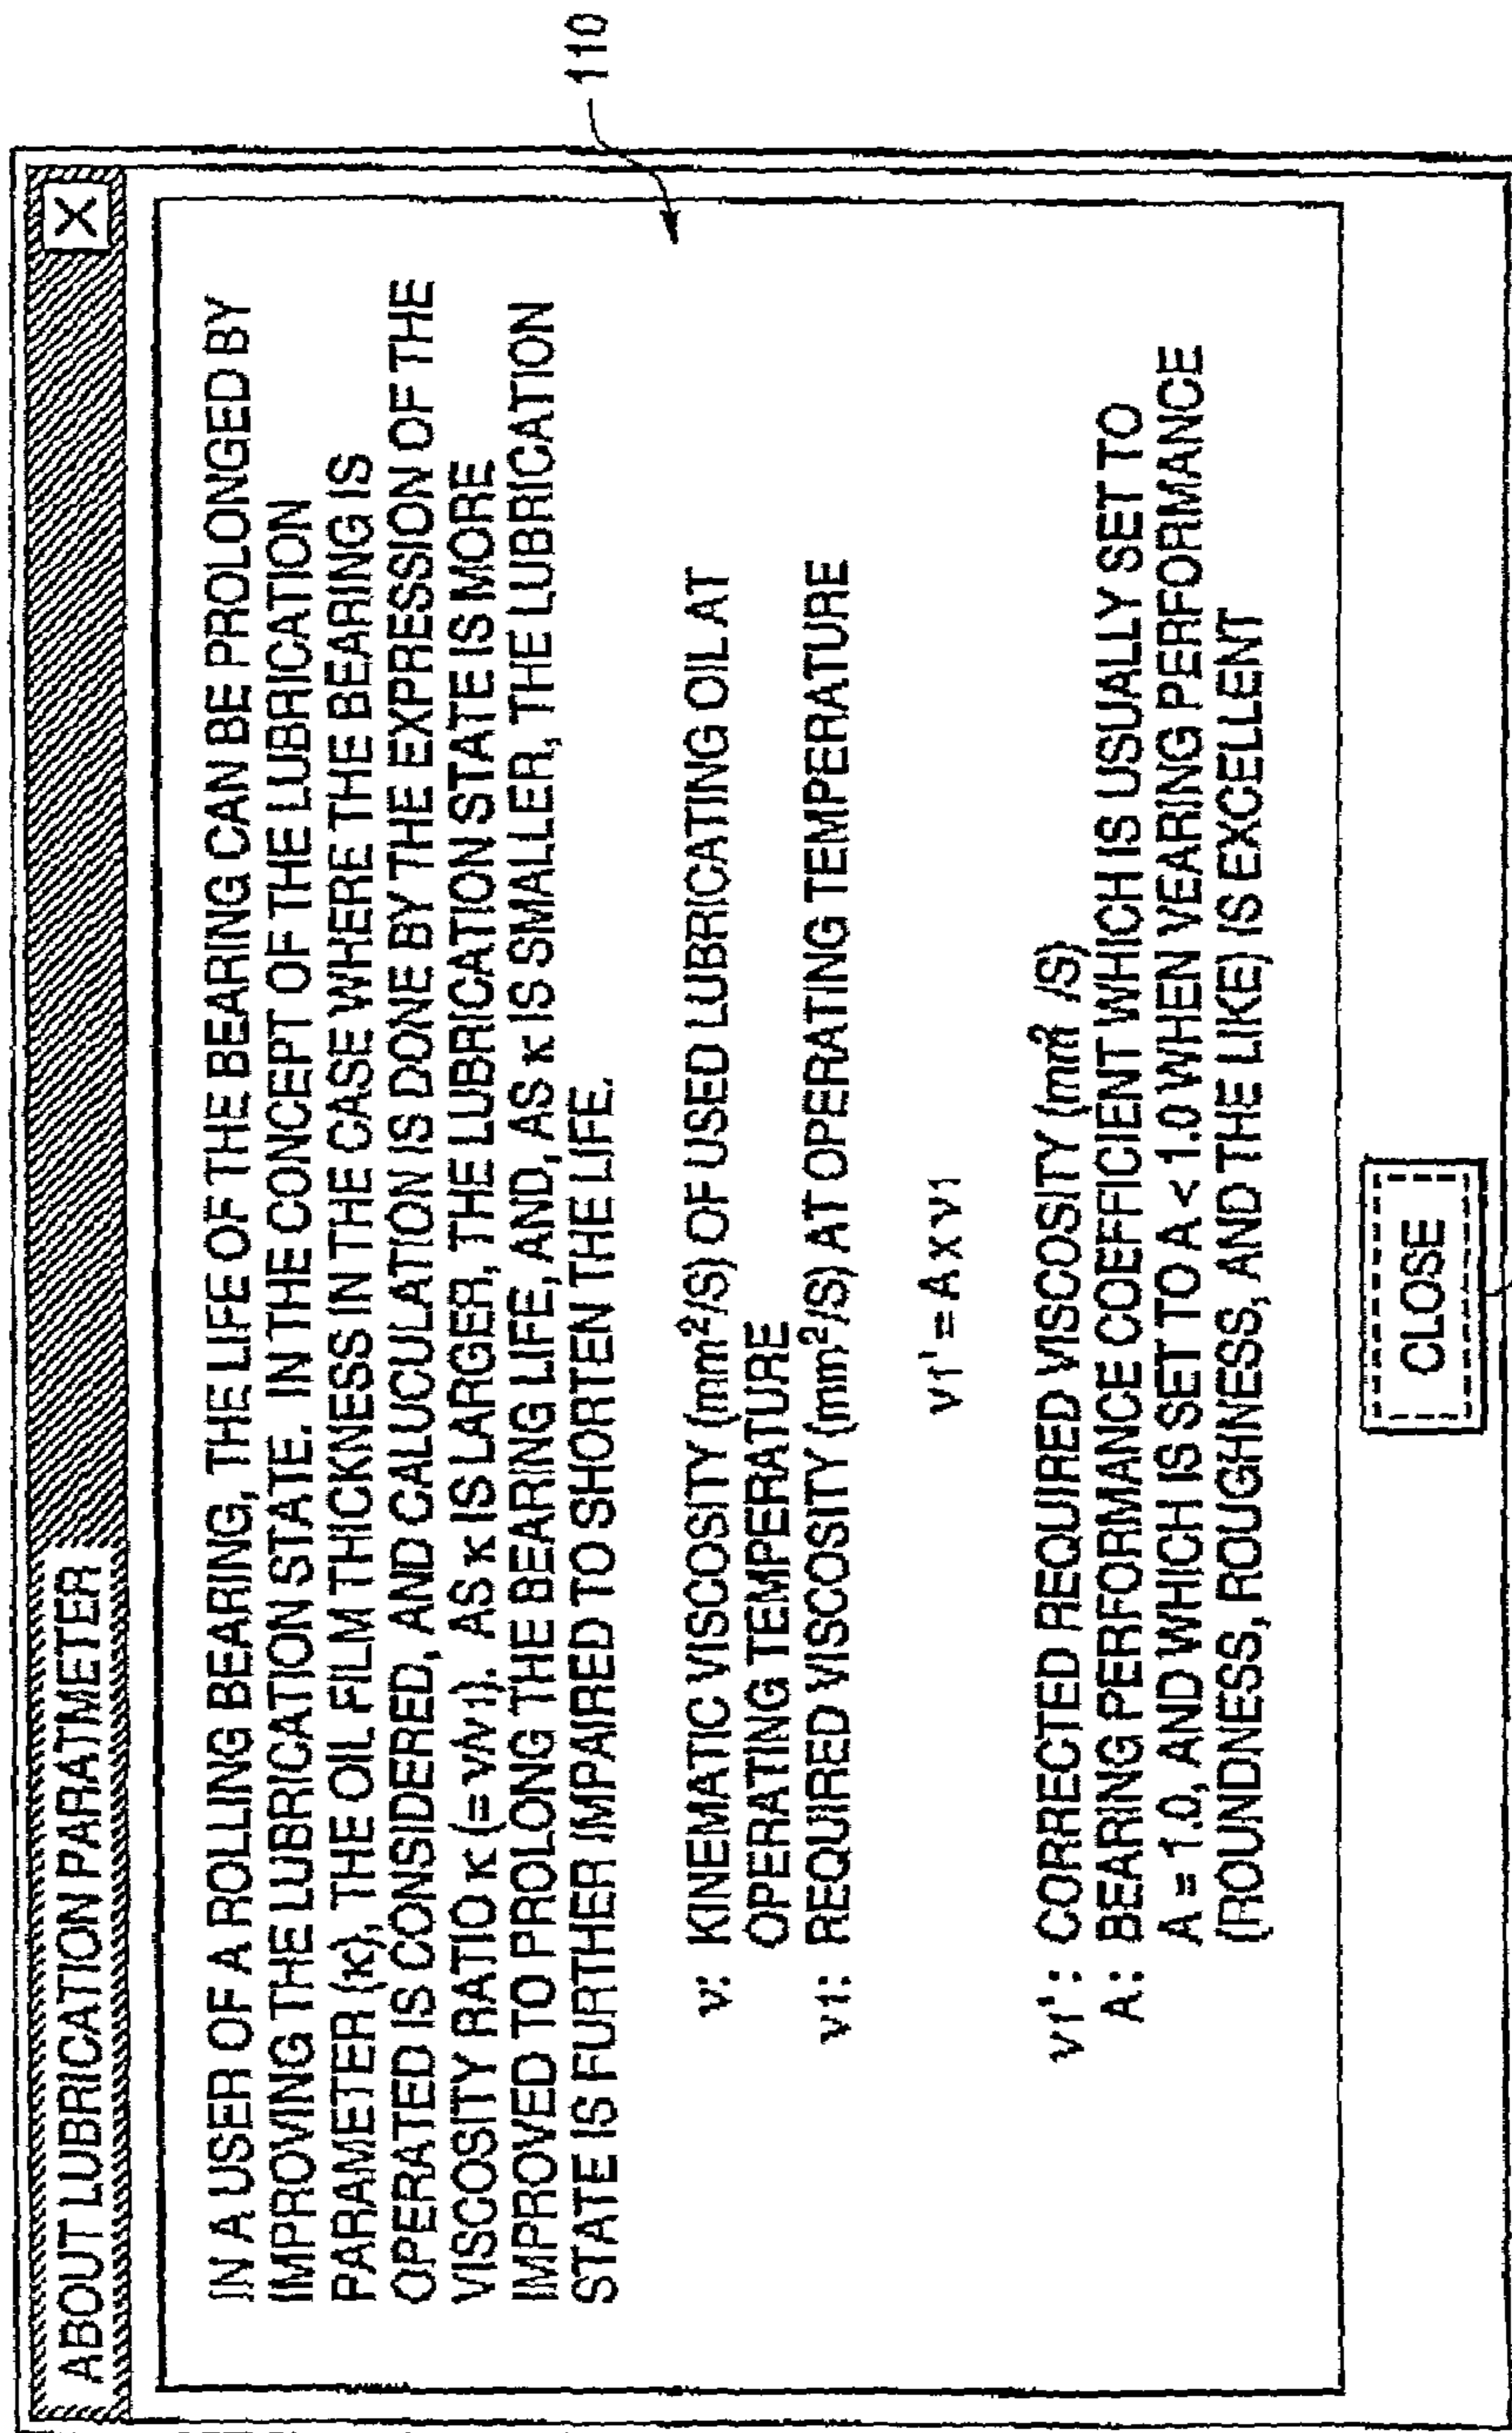 ABOUT LUBRICATION PARATMETER
X
IN A USER OF A ROLLING BEARING, THE LIFE OF THE BEARING CAN BE PROLONGED BY
IMPROVING THE LUBRICATION STATE. IN THE CONCEPT OF THE LUBRICATION
PARAMETER (κ), THE OIL FILM THICKNESS IN THE CASE WHERE THE BEARING IS
OPERATED IS CONSIDERED, AND CALUCULATION IS DONE BY THE EXPRESSION OF THE
VISCOSITY RATIO κ (=ν/ν1). AS κ IS LARGER, THE LUBRICATION STATE IS MORE
IMPROVED TO PROLONG THE BEARING LIFE, AND, AS κ IS SMALLER, THE LUBRICATION
STATE IS FURTHER IMPAIRED TO SHORTEN THE LIFE.
110
ν: KINEMATIC VISCOSITY (mm²/S) OF USED LUBRICATING OIL AT
OPERATING TEMPERATURE
ν1: REQUIRED VISCOSITY (mm²/S) AT OPERATING TEMPERATURE
ν1'=A×ν1
ν1': CORRECTED REQUIRED VISCOSITY (mm² /S)
A: BEARING PERFORMANCE COEFFICIENT WHICH IS USUALLY SET TO
A = 1.0, AND WHICH IS SET TO A < 1.0 WHEN VEARING PERFORMANCE
(ROUNDNESS, ROUGHNESS, AND THE LIKE) IS EXCELLENT
CLOSE